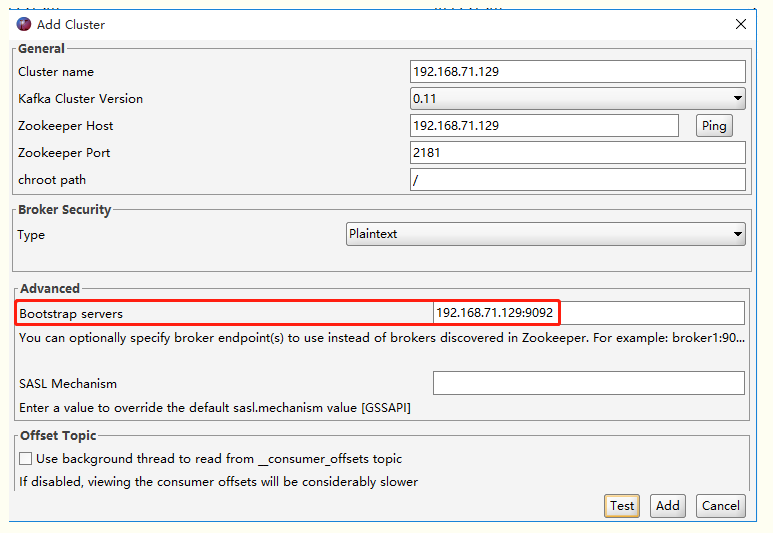 Add Cluster
General
Cluster name 192.168.71.129
Kafka Cluster Version 0.11
Zookeeper Host 192.168.71.129 Ping
Zookeeper Port 2181
chroot path /
Broker Security
Type Plaintext
Advanced
Bootstrap servers 192.168.71.129:9092
You can optionally specify broker endpoint(s) to use instead of brokers discovered in Zookeeper. For example: broker1:90...
SASL Mechanism
Enter a value to override the default sasl.mechanism value [GSSAPI]
Offset Topic
Use background thread to read from __consumer_offsets topic
If disabled, viewing the consumer offsets will be considerably slower
Test Add Cancel